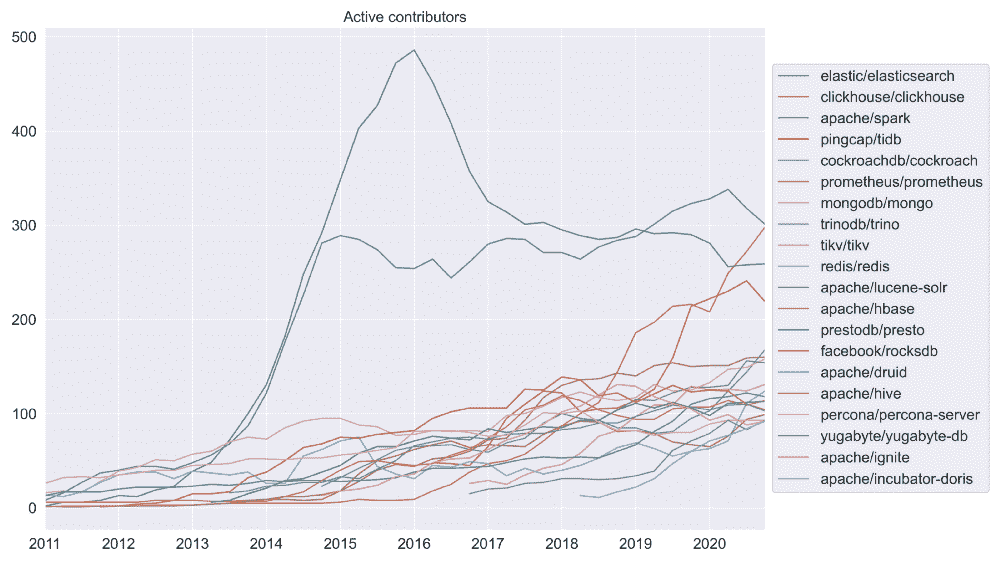 Active contributors
500
400
300
200
100
0
2011 2012 2013 2014 2015 2016 2017 2018 2019 2020
elastic/elasticsearch
clickhouse/clickhouse
apache/spark
pingcap/tidb
cockroachdb/cockroach
prometheus/prometheus
mongodb/mongo
trinodb/trino
tikv/tikv
redis/redis
apache/lucene-solr
apache/hbase
prestodb/presto
facebook/rocksdb
apache/druid
apache/hive
percona/percona-server
yugabyte/yugabyte-db
apache/ignite
apache/incubator-doris